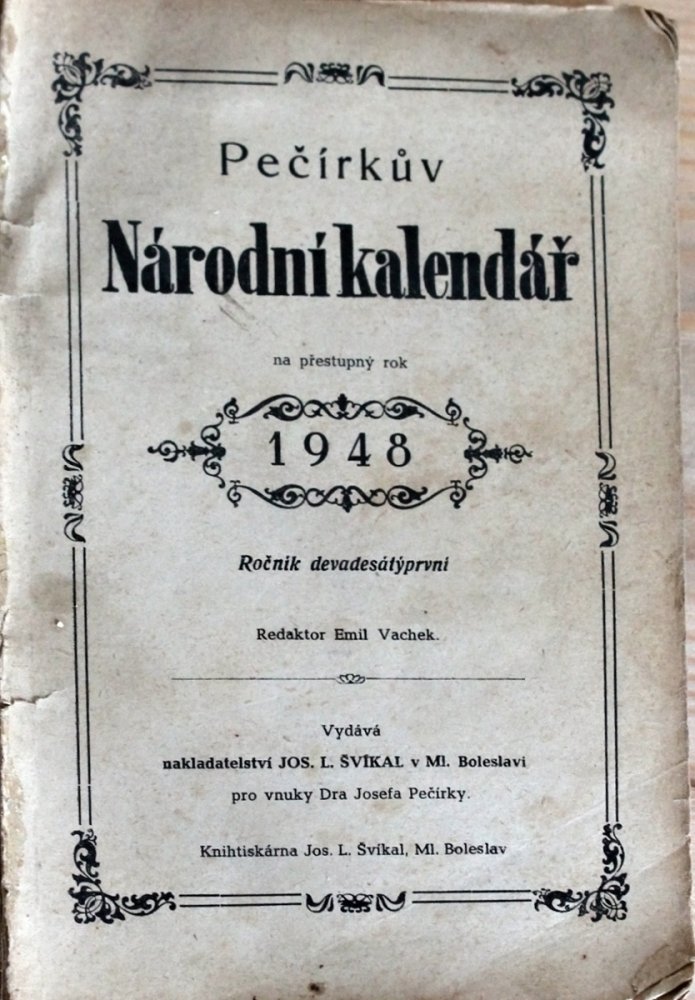 Pečírkův
Národní kalendář
na přestupný rok
1948
Ročník devadesátýprvní
Redaktor Emil Vachek.
Vydává
nakladatelství JOS. L. ŠVÍKAL v Ml. Boleslavi
pro vnuky Dra Josefa Pečírky.
Knihtiskárna Jos. L. Švíkal, Ml. Boleslav